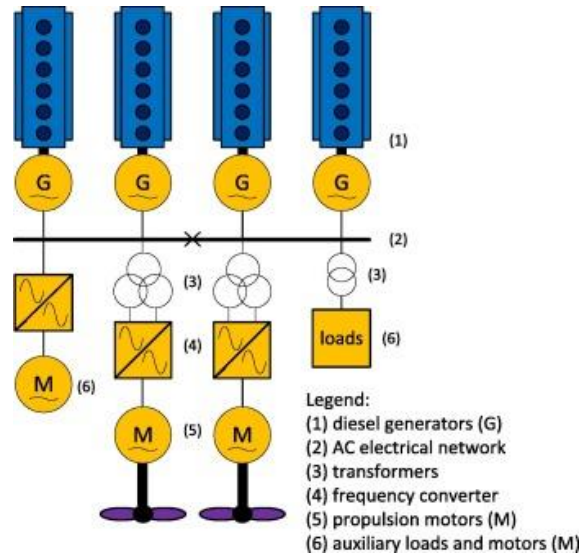 (1)
G G G G
(2)
(3) (3)
(4) loads (6)
M (6)
(5) M M
Legend:
(1) diesel generators (G)
(2) AC electrical network
(3) transformers
(4) frequency converter
(5) propulsion motors (M)
(6) auxiliary loads and motors (M)